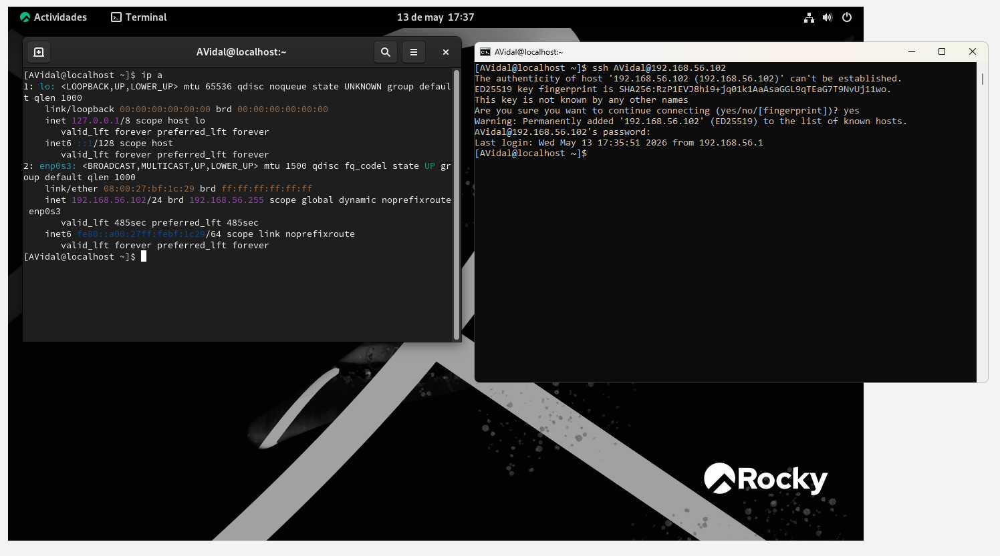 Actividades
Terminal
13 de may 17:37
AVidal@localhost:~
[AVidal@localhost ~]$ ip a
1: lo: <LOOPBACK,UP,LOWER_UP> mtu 65536 qdisc noqueue state UNKNOWN group defaul
t qlen 1000
    link/loopback 00:00:00:00:00:00 brd 00:00:00:00:00:00
    inet 127.0.0.1/8 scope host lo
       valid_lft forever preferred_lft forever
    inet6 ::1/128 scope host
       valid_lft forever preferred_lft forever
2: enp0s3: <BROADCAST,MULTICAST,UP,LOWER_UP> mtu 1500 qdisc fq_codel state UP gr
oup default qlen 1000
    link/ether 08:00:27:bf:1c:29 brd ff:ff:ff:ff:ff:ff
    inet 192.168.56.102/24 brd 192.168.56.255 scope global dynamic noprefixroute
 enp0s3
       valid_lft 485sec preferred_lft 485sec
    inet6 fe80::a00:27ff:febf:1c29/64 scope link noprefixroute
       valid_lft forever preferred_lft forever
[AVidal@localhost ~]$
AVidal@localhost:~
[AVidal@localhost ~]$ ssh AVidal@192.168.56.102
The authenticity of host '192.168.56.102 (192.168.56.102)' can't be established.
ED25519 key fingerprint is SHA256:RzP1EVJ8hi9+jq01k1AaAsaGGL9qTEaG7T9NvUj11wo.
This key is not known by any other names
Are you sure you want to continue connecting (yes/no/[fingerprint])? yes
Warning: Permanently added '192.168.56.102' (ED25519) to the list of known hosts.
AVidal@192.168.56.102's password:
Last login: Wed May 13 17:35:51 2026 from 192.168.56.1
[AVidal@localhost ~]$
Rocky